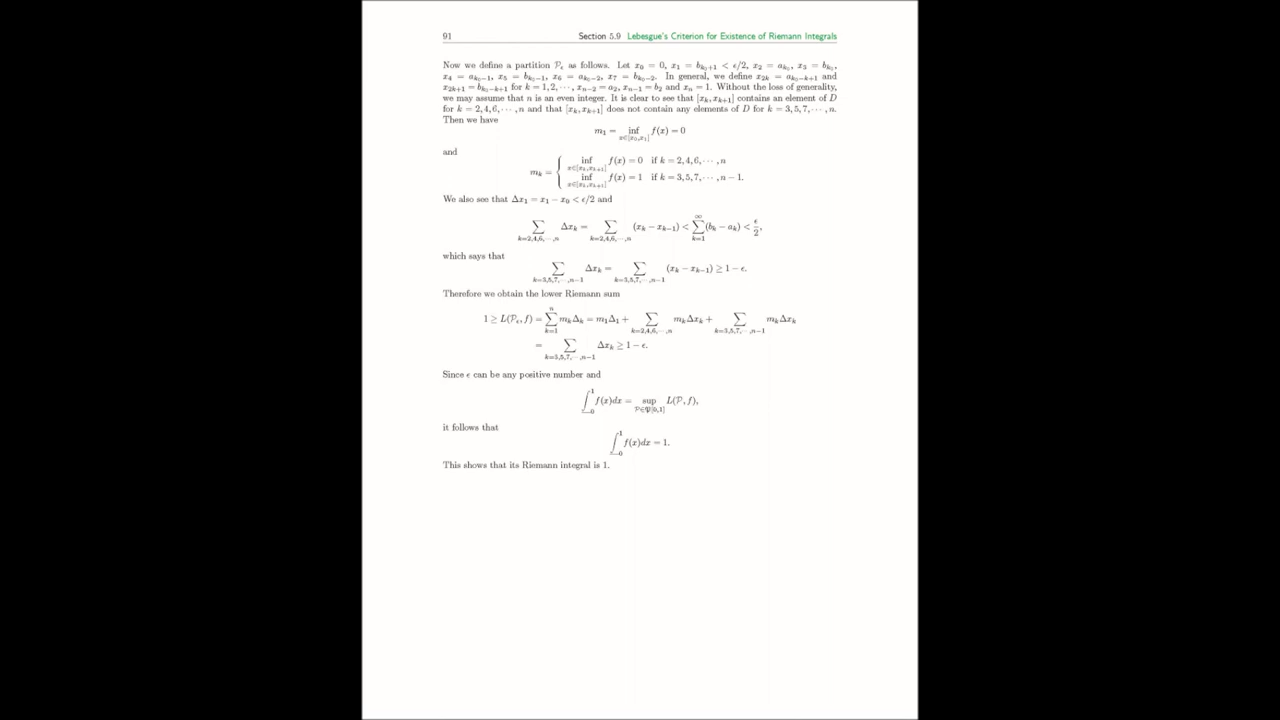 91 Section 5.9 Lebesgue's Criterion for Existence of Riemann Integrals
Now we define a partition 𝒫_ϵ as follows. Let x_0 = 0, x_1 = b_{k_0+1} < ϵ/2, x_2 = a_{k_0}, x_3 = b_{k_0},
x_4 = a_{k_0−1}, x_5 = b_{k_0−1}, x_6 = a_{k_0−2}, x_7 = b_{k_0−2}. In general, we define x_{2k} = a_{k_0−k+1} and
x_{2k+1} = b_{k_0−k+1} for k = 1, 2, ⋯, x_{n−2} = a_2, x_{n−1} = b_2 and x_n = 1. Without the loss of generality,
we may assume that n is an even integer. It is clear to see that [x_k, x_{k+1}] contains an element of D
for k = 2, 4, 6, ⋯, n and that [x_k, x_{k+1}] does not contain any elements of D for k = 3, 5, 7, ⋯, n.
Then we have
m_1 = inf_{x∈[x_0,x_1]} f(x) = 0
and
m_k = { inf_{x∈[x_k,x_{k+1}]} f(x) = 0 if k = 2, 4, 6, ⋯, n
inf_{x∈[x_k,x_{k+1}]} f(x) = 1 if k = 3, 5, 7, ⋯, n − 1.
We also see that Δx_1 = x_1 − x_0 < ϵ/2 and
∑_{k=2,4,6,⋯,n} Δx_k = ∑_{k=2,4,6,⋯,n} (x_k − x_{k−1}) < ∑_{k=1}^{∞} (b_k − a_k) < ϵ/2,
which says that
∑_{k=3,5,7,⋯,n−1} Δx_k = ∑_{k=3,5,7,⋯,n−1} (x_k − x_{k−1}) ≥ 1 − ϵ.
Therefore we obtain the lower Riemann sum
1 ≥ L(𝒫_ϵ, f) = ∑_{k=1}^{n} m_kΔ_k = m_1Δ_1 + ∑_{k=2,4,6,⋯,n} m_kΔx_k + ∑_{k=3,5,7,⋯,n−1} m_kΔx_k
= ∑_{k=3,5,7,⋯,n−1} Δx_k ≥ 1 − ϵ.
Since ϵ can be any positive number and
∫_{—0}^{1} f(x)dx = sup_{𝒫∈𝔓[0,1]} L(𝒫, f),
it follows that
∫_{—0}^{1} f(x)dx = 1.
This shows that its Riemann integral is 1.